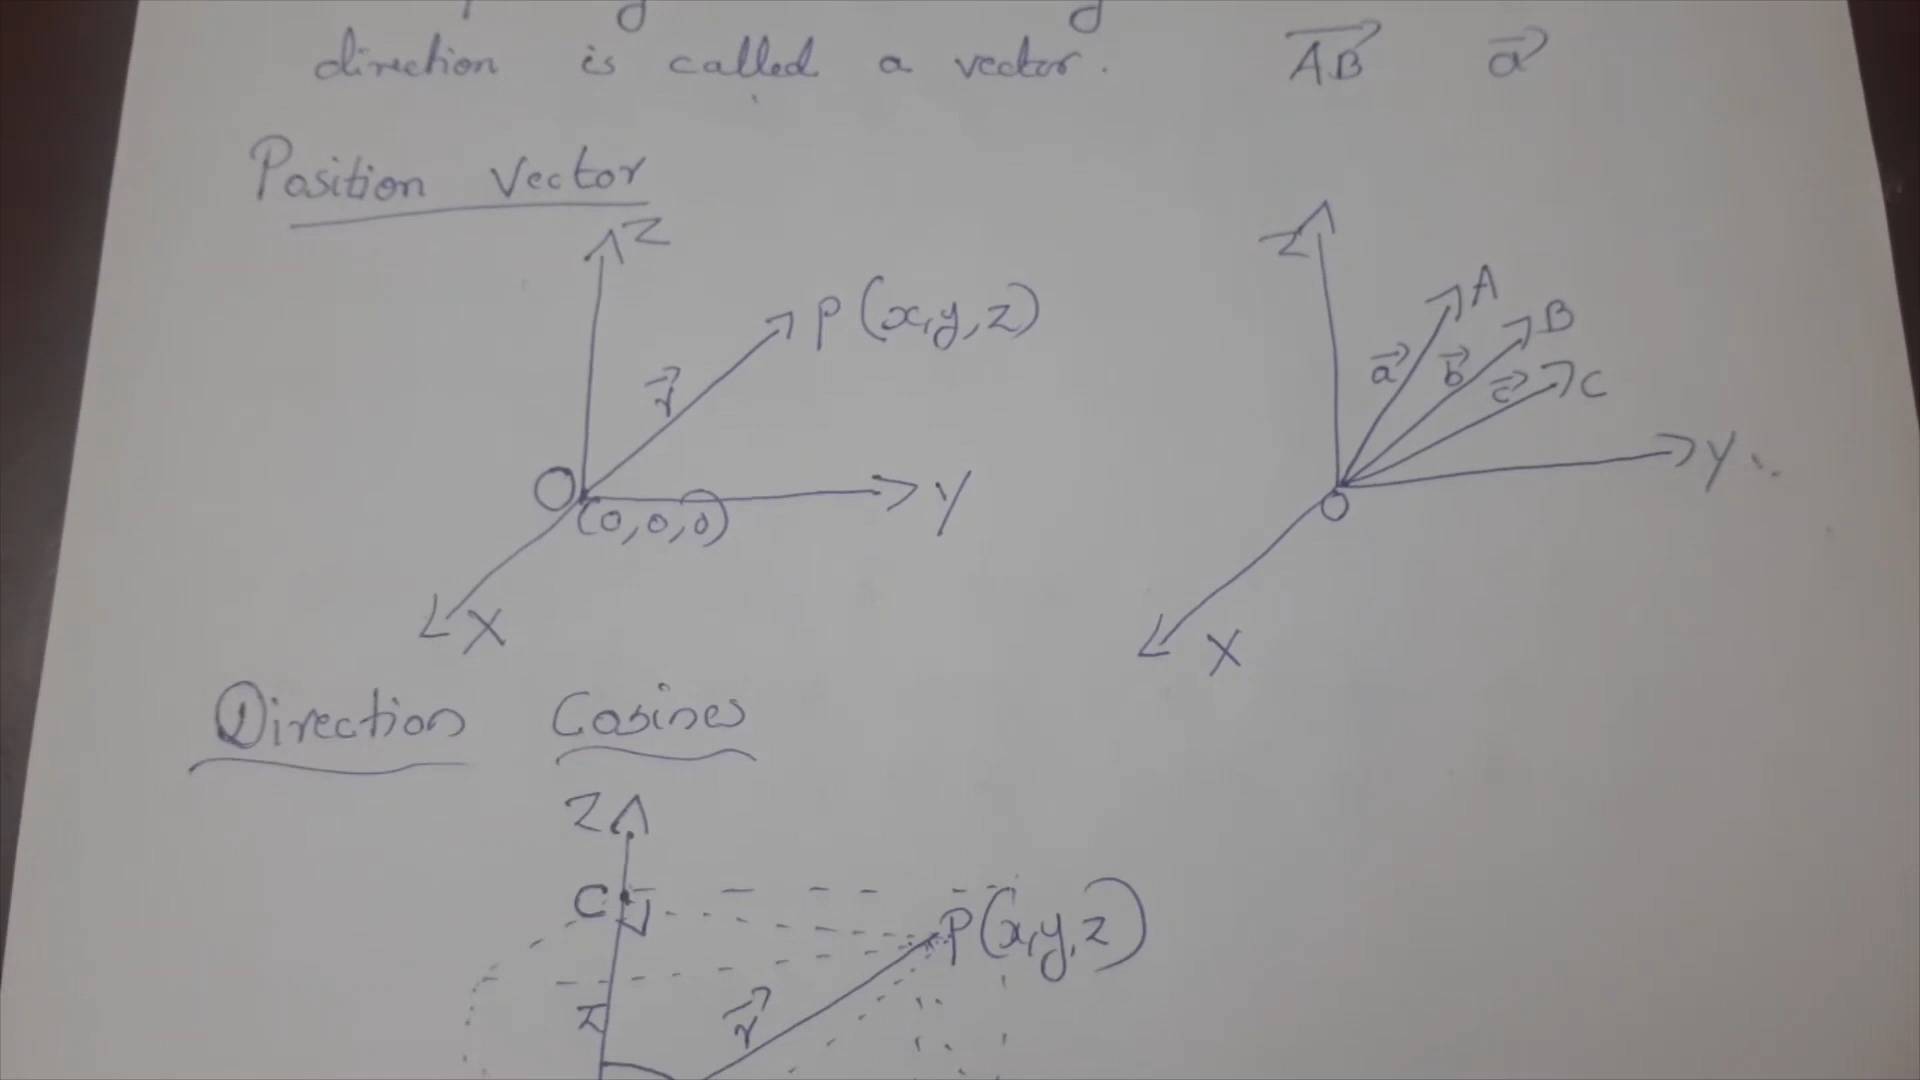 direction is called a vector. AB a
Position Vector
Z
P (x,y,z)
r
O
(0,0,0)
Y
X
Z
A
B
C
a b c
Y
O
X
Direction Cosines
Z
C
P(x,y,z)
z
r